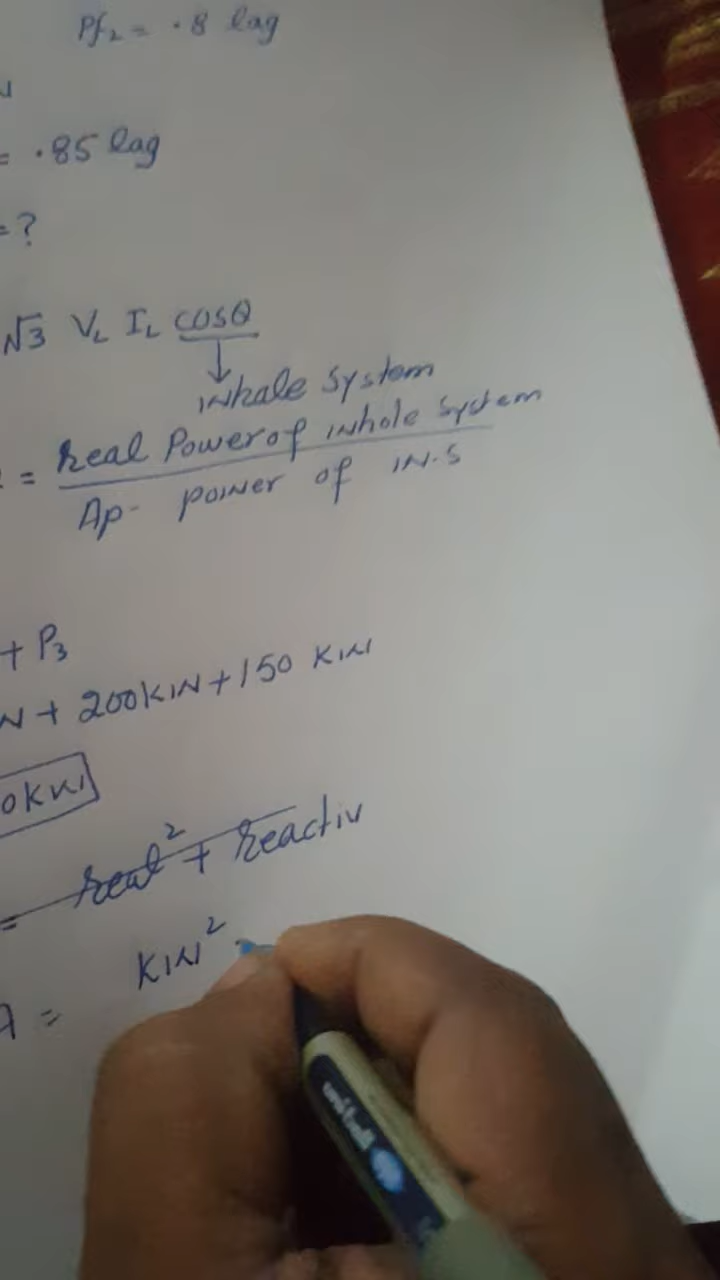 Pf₂ = .8 lag
= .85 lag
= ?
√3 V_L I_L cosθ
↓
whole system
= Real Power of whole system
Ap- power of W.S
+ P₃
W + 200KW + 150 KW
0KW
= real² + Reactiv
= KW²